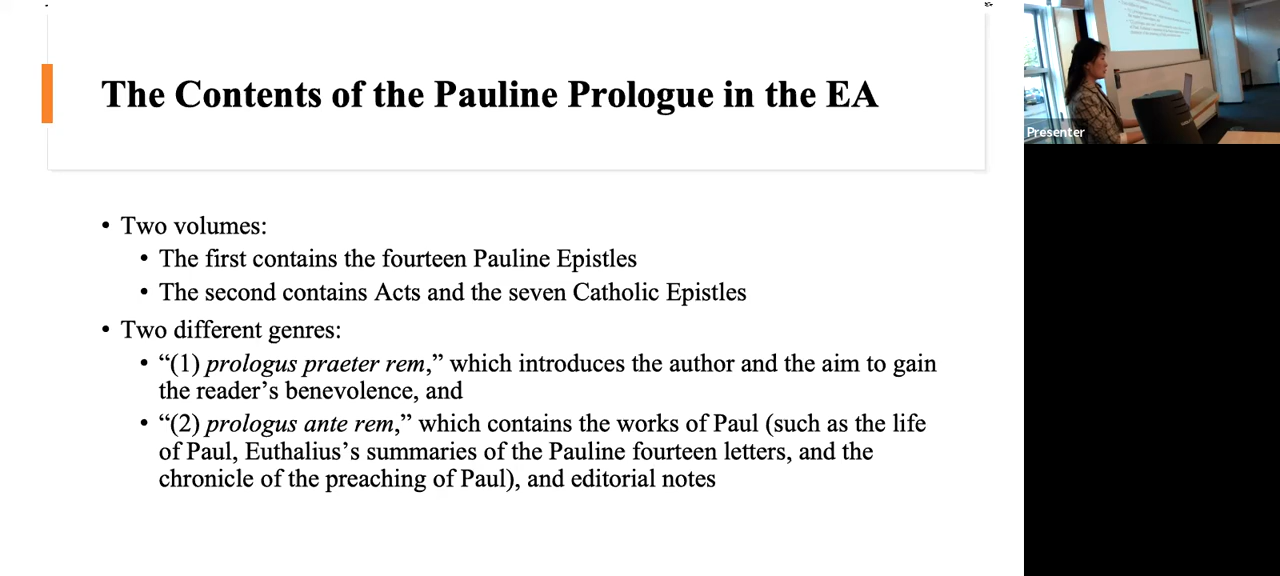 The Contents of the Pauline Prologue in the EA
• Two volumes:
• The first contains the fourteen Pauline Epistles
• The second contains Acts and the seven Catholic Epistles
• Two different genres:
• “(1) prologus praeter rem,” which introduces the author and the aim to gain
the reader’s benevolence, and
• “(2) prologus ante rem,” which contains the works of Paul (such as the life
of Paul, Euthalius’s summaries of the Pauline fourteen letters, and the
chronicle of the preaching of Paul), and editorial notes
Presenter